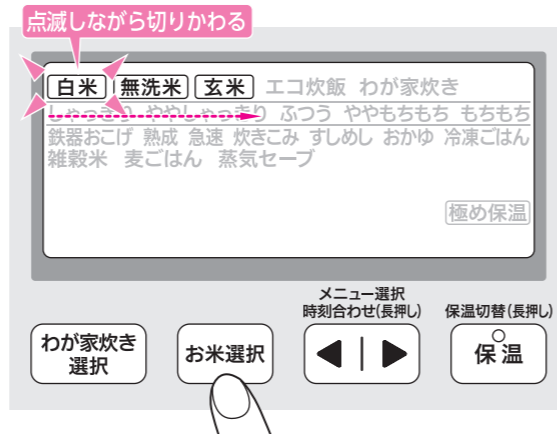 点滅しながら切りかわる
白米 無洗米 玄米 エコ炊飯 わが家炊き
しゃっきり ややしゃっきり ふつう ややもちもち もちもち
鉄器おこげ 熟成 急速 炊きこみ すしめし おかゆ 冷凍ごはん
雑穀米 麦ごはん 蒸気セーブ
極め保温
メニュー選択
時刻合わせ(長押し) 保温切替(長押し)
わが家炊き
選択
お米選択
保温